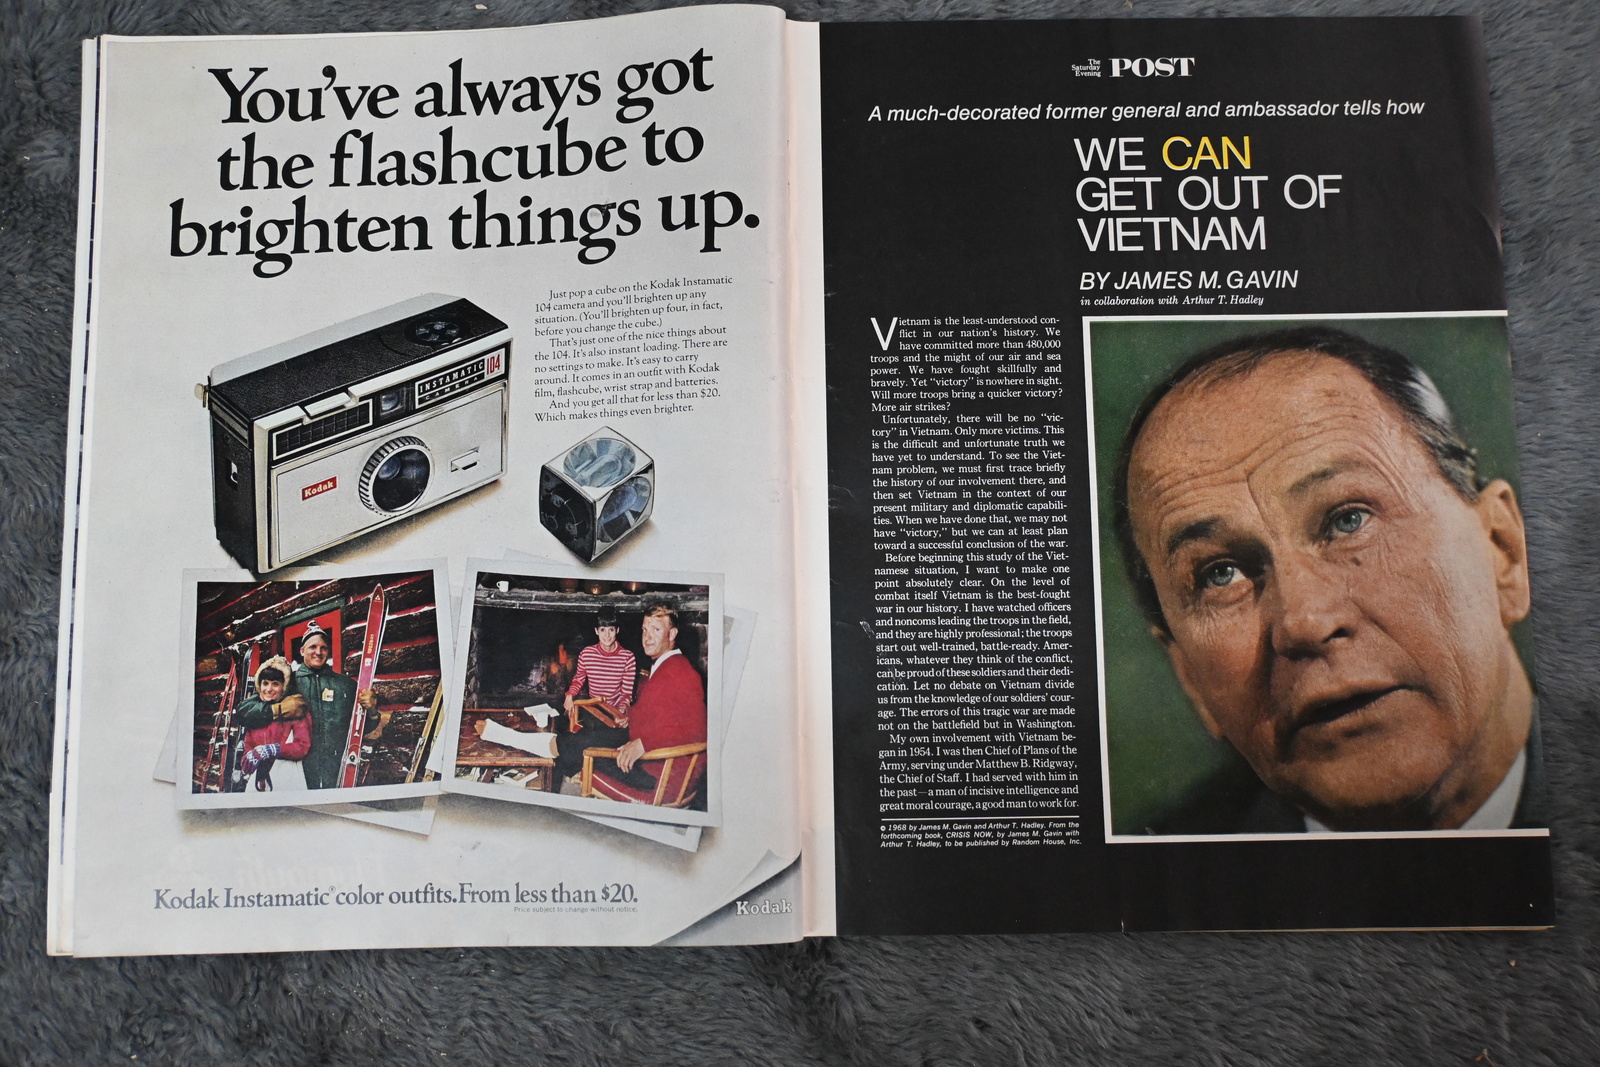 You've always got
the flashcube to
brighten things up.
Just pop a cube on the Kodak Instamatic
104 camera and you'll brighten up any
situation. (You'll brighten up four, in fact,
before you change the cube.)
That's just one of the nice things about
the 104. It's also instant loading. There are
no settings to make. It's easy to carry
around. It comes in an outfit with Kodak
film, flashcube, wrist strap and batteries.
And you get all that for less than $20.
Which makes things even brighter.
INSTAMATIC 104
CAMERA
Kodak
Kodak Instamatic® color outfits. From less than $20.
Price subject to change without notice.
Kodak
The
Saturday
Evening
POST
A much-decorated former general and ambassador tells how
WE CAN
GET OUT OF
VIETNAM
BY JAMES M. GAVIN
in collaboration with Arthur T. Hadley
Vietnam is the least-understood con-
flict in our nation's history. We
have committed more than 480,000
troops and the might of our air and sea
power. We have fought skillfully and
bravely. Yet "victory" is nowhere in sight.
Will more troops bring a quicker victory?
More air strikes?
Unfortunately, there will be no "vic-
tory" in Vietnam. Only more victims. This
is the difficult and unfortunate truth we
have yet to understand. To see the Viet-
nam problem, we must first trace briefly
the history of our involvement there, and
then set Vietnam in the context of our
present military and diplomatic capabili-
ties. When we have done that, we may not
have "victory," but we can at least plan
toward a successful conclusion of the war.
Before beginning this study of the Viet-
namese situation, I want to make one
point absolutely clear. On the level of
combat itself Vietnam is the best-fought
war in our history. I have watched officers
and noncoms leading the troops in the field,
and they are highly professional; the troops
start out well-trained, battle-ready. Amer-
icans, whatever they think of the conflict,
can be proud of these soldiers and their dedi-
cation. Let no debate on Vietnam divide
us from the knowledge of our soldiers' cour-
age. The errors of this tragic war are made
not on the battlefield but in Washington.
My own involvement with Vietnam be-
gan in 1954. I was then Chief of Plans of the
Army, serving under Matthew B. Ridgway,
the Chief of Staff. I had served with him in
the past—a man of incisive intelligence and
great moral courage, a good man to work for.
© 1968 by James M. Gavin and Arthur T. Hadley. From the
forthcoming book, CRISIS NOW, by James M. Gavin with
Arthur T. Hadley, to be published by Random House, Inc.